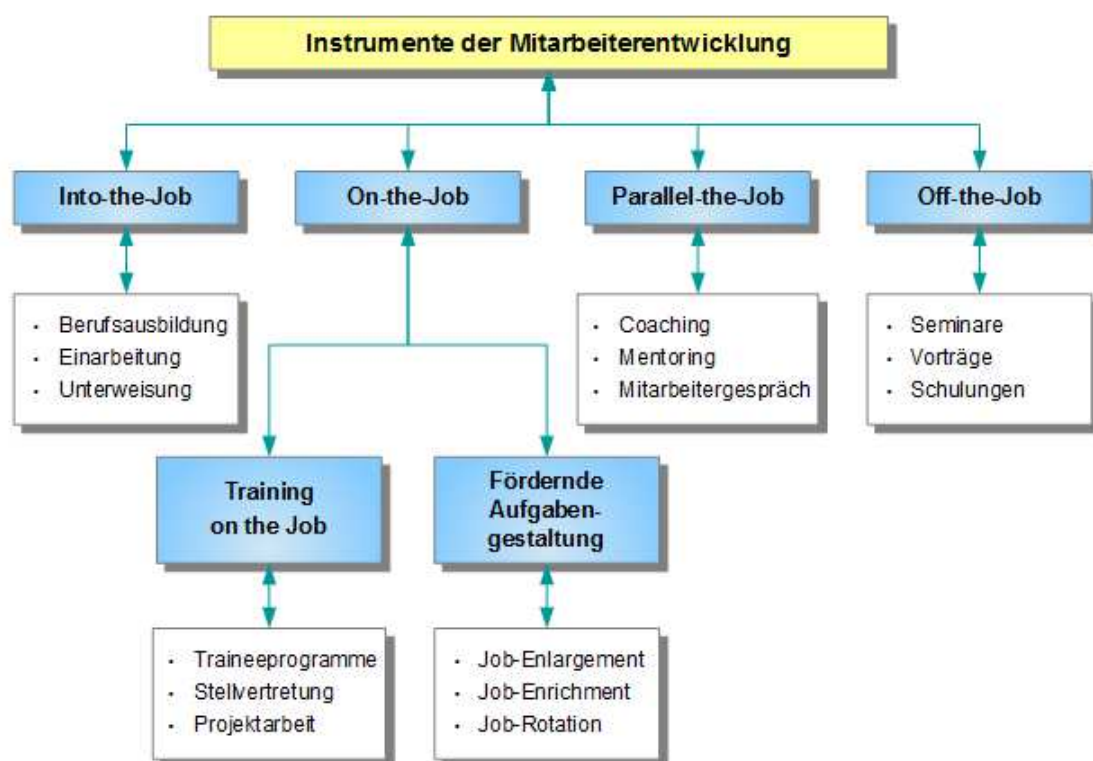 Instrumente der Mitarbeiterentwicklung
Into-the-Job
On-the-Job
Parallel-the-Job
Off-the-Job
• Berufsausbildung
• Einarbeitung
• Unterweisung
• Coaching
• Mentoring
• Mitarbeitergespräch
• Seminare
• Vorträge
• Schulungen
Training
on the Job
Fördernde
Aufgaben-
gestaltung
• Traineeprogramme
• Stellvertretung
• Projektarbeit
• Job-Enlargement
• Job-Enrichment
• Job-Rotation